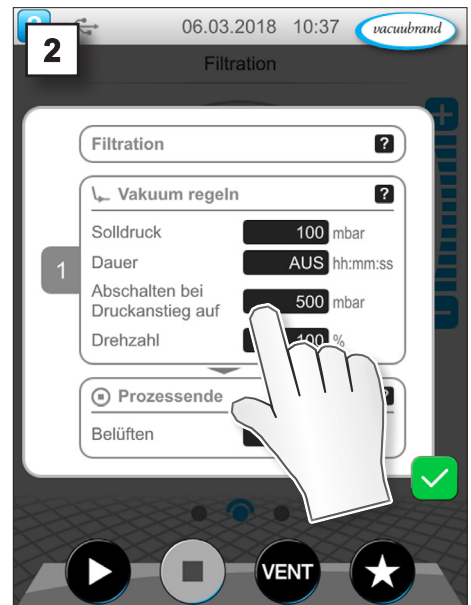 06.03.2018 10:37 vacuubrand
2
Filtration
Filtration ?
Vakuum regeln ?
Solldruck 100 mbar
1
Dauer AUS hh:mm:ss
Abschalten bei
Druckanstieg auf 500 mbar
Drehzahl 100 %
Prozessende ?
Belüften
VENT